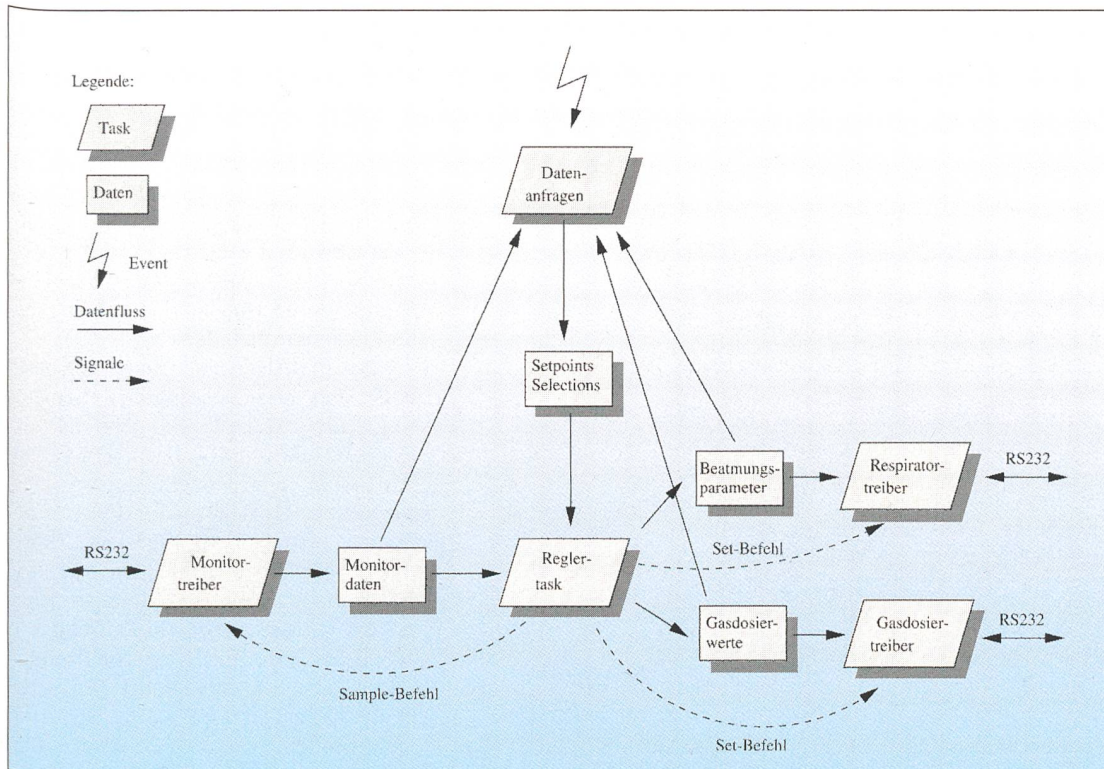 Legende:
Task
Daten
Event
Datenfluss
Signale
Daten-
anfragen
Setpoints
Selections
Beatmungs-
parameter
Respirator-
treiber
RS232
Set-Befehl
RS232
Monitor-
treiber
Monitor-
daten
Regler-
task
Gasdosier-
werte
Gasdosier-
treiber
RS232
Sample-Befehl
Set-Befehl